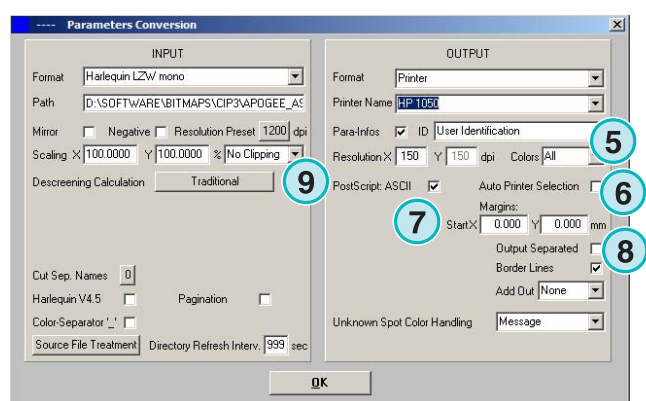 ---- Parameters Conversion
INPUT
Format Harlequin LZW mono
Path D:\SOFTWARE\BITMAPS\CIP3\APOGEE_AS
Mirror Negative Resolution Preset 1200 dpi
Scaling X 100.0000 Y 100.0000 % No Clipping
Descreening Calculation Traditional 9
Cut Sep. Names 0
Harlequin V4.5 Pagination
Color-Separator '_'
Source File Treatment Directory Refresh Interv. 999 sec
OUTPUT
Format Printer
Printer Name HP 1050
Para-Infos ID User Identification
Resolution X 150 Y 150 dpi Colors All 5
PostScript: ASCII Auto Printer Selection 6
Margins:
7 Start X 0.000 Y 0.000 mm
Output Separated 8
Border Lines
Add Out None
Unknown Spot Color Handling Message
OK